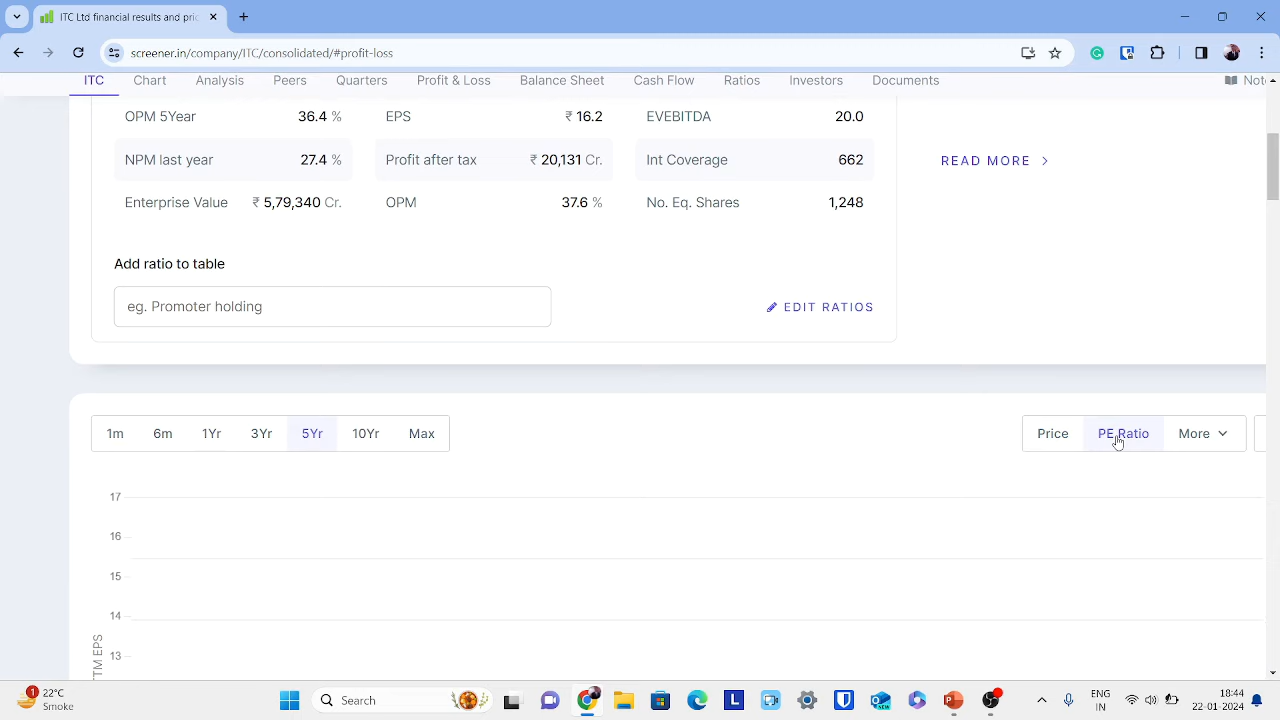 ITC Ltd financial results and pric
screener.in/company/ITC/consolidated/#profit-loss
ITC Chart Analysis Peers Quarters Profit & Loss Balance Sheet Cash Flow Ratios Investors Documents
OPM 5Year 36.4 % EPS ₹ 16.2 EVEBITDA 20.0
NPM last year 27.4 % Profit after tax ₹ 20,131 Cr. Int Coverage 662
READ MORE
Enterprise Value ₹ 5,79,340 Cr. OPM 37.6 % No. Eq. Shares 1,248
Add ratio to table
eg. Promoter holding
EDIT RATIOS
1m 6m 1Yr 3Yr 5Yr 10Yr Max Price PE Ratio More
17
16
15
14
13
TTM EPS
1
22°C
Smoke
Search
L
NEW
ENG
IN
18:44
22-01-2024